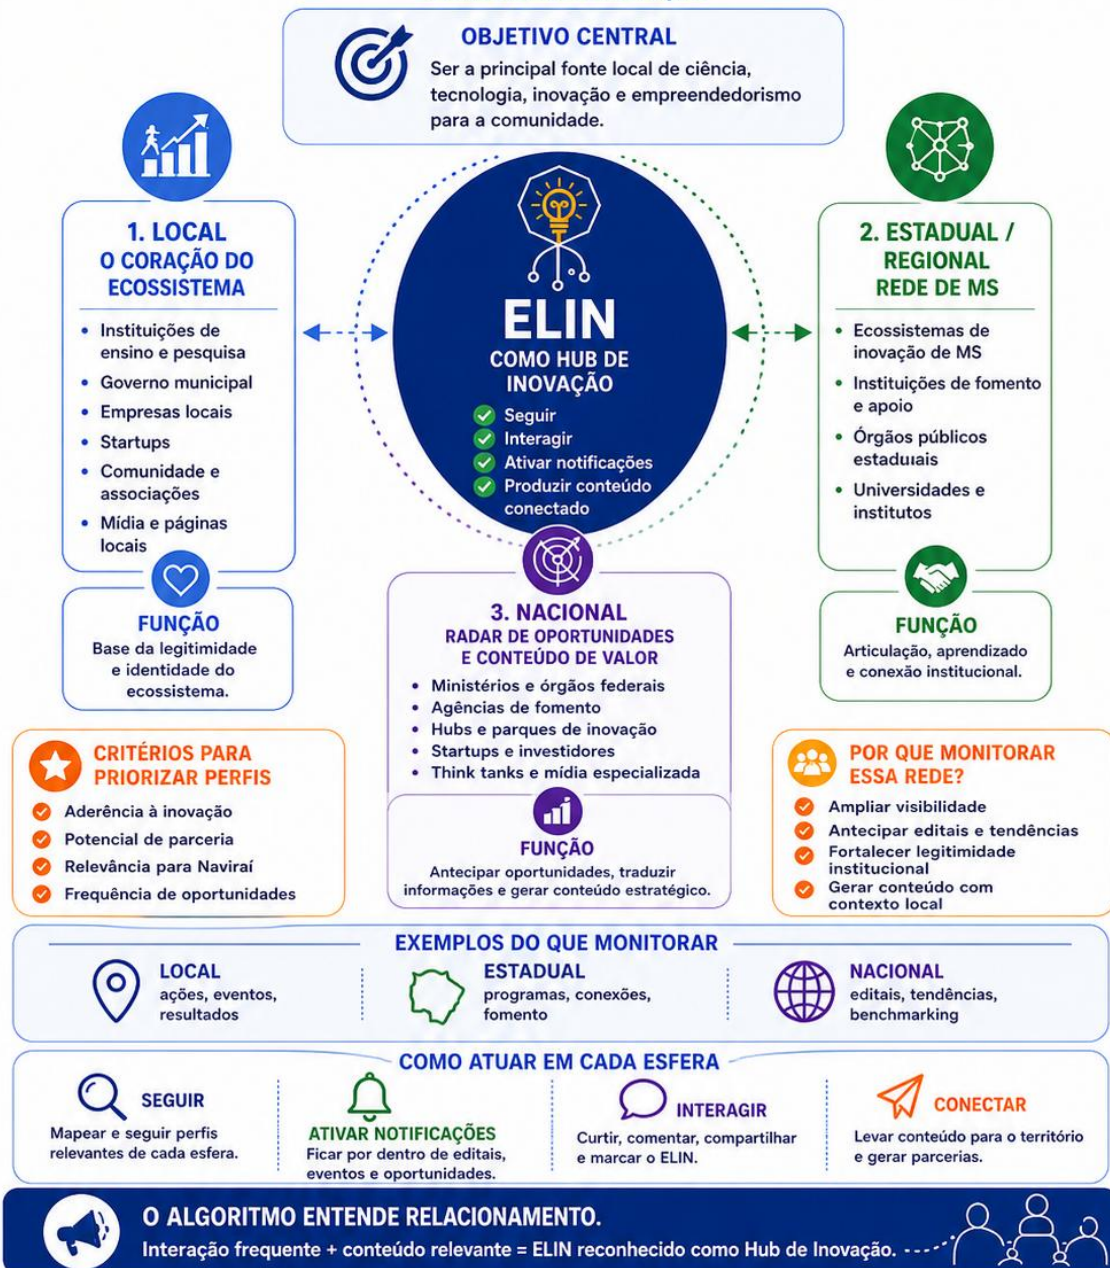 OBJETIVO CENTRAL
Ser a principal fonte local de ciência,
tecnologia, inovação e empreendedorismo
para a comunidade.
1. LOCAL
O CORAÇÃO DO
ECOSSISTEMA
• Instituições de
ensino e pesquisa
• Governo municipal
• Empresas locais
• Startups
• Comunidade e
associações
• Mídia e páginas
locais
FUNÇÃO
Base da legitimidade
e identidade do
ecossistema.
ELIN
COMO HUB DE
INOVAÇÃO
Seguir
Interagir
Ativar notificações
Produzir conteúdo
conectado
2. ESTADUAL /
REGIONAL
REDE DE MS
• Ecossistemas de
inovação de MS
• Instituições de fomento
e apoio
• Órgãos públicos
estaduais
• Universidades e
institutos
FUNÇÃO
Articulação, aprendizado
e conexão institucional.
3. NACIONAL
RADAR DE OPORTUNIDADES
E CONTEÚDO DE VALOR
• Ministérios e órgãos federais
• Agências de fomento
• Hubs e parques de inovação
• Startups e investidores
• Think tanks e mídia especializada
FUNÇÃO
Antecipar oportunidades, traduzir
informações e gerar conteúdo estratégico.
CRITÉRIOS PARA
PRIORIZAR PERFIS
Aderência à inovação
Potencial de parceria
Relevância para Naviraí
Frequência de oportunidades
POR QUE MONITORAR
ESSA REDE?
Ampliar visibilidade
Antecipar editais e tendências
Fortalecer legitimidade
institucional
Gerar conteúdo com
contexto local
EXEMPLOS DO QUE MONITORAR
LOCAL
ações, eventos,
resultados
ESTADUAL
programas, conexões,
fomento
NACIONAL
editais, tendências,
benchmarking
COMO ATUAR EM CADA ESFERA
SEGUIR
Mapear e seguir perfis
relevantes de cada esfera.
ATIVAR NOTIFICAÇÕES
Ficar por dentro de editais,
eventos e oportunidades.
INTERAGIR
Curtir, comentar, compartilhar
e marcar o ELIN.
CONECTAR
Levar conteúdo para o território
e gerar parcerias.
O ALGORITMO ENTENDE RELACIONAMENTO.
Interação frequente + conteúdo relevante = ELIN reconhecido como Hub de Inovação.